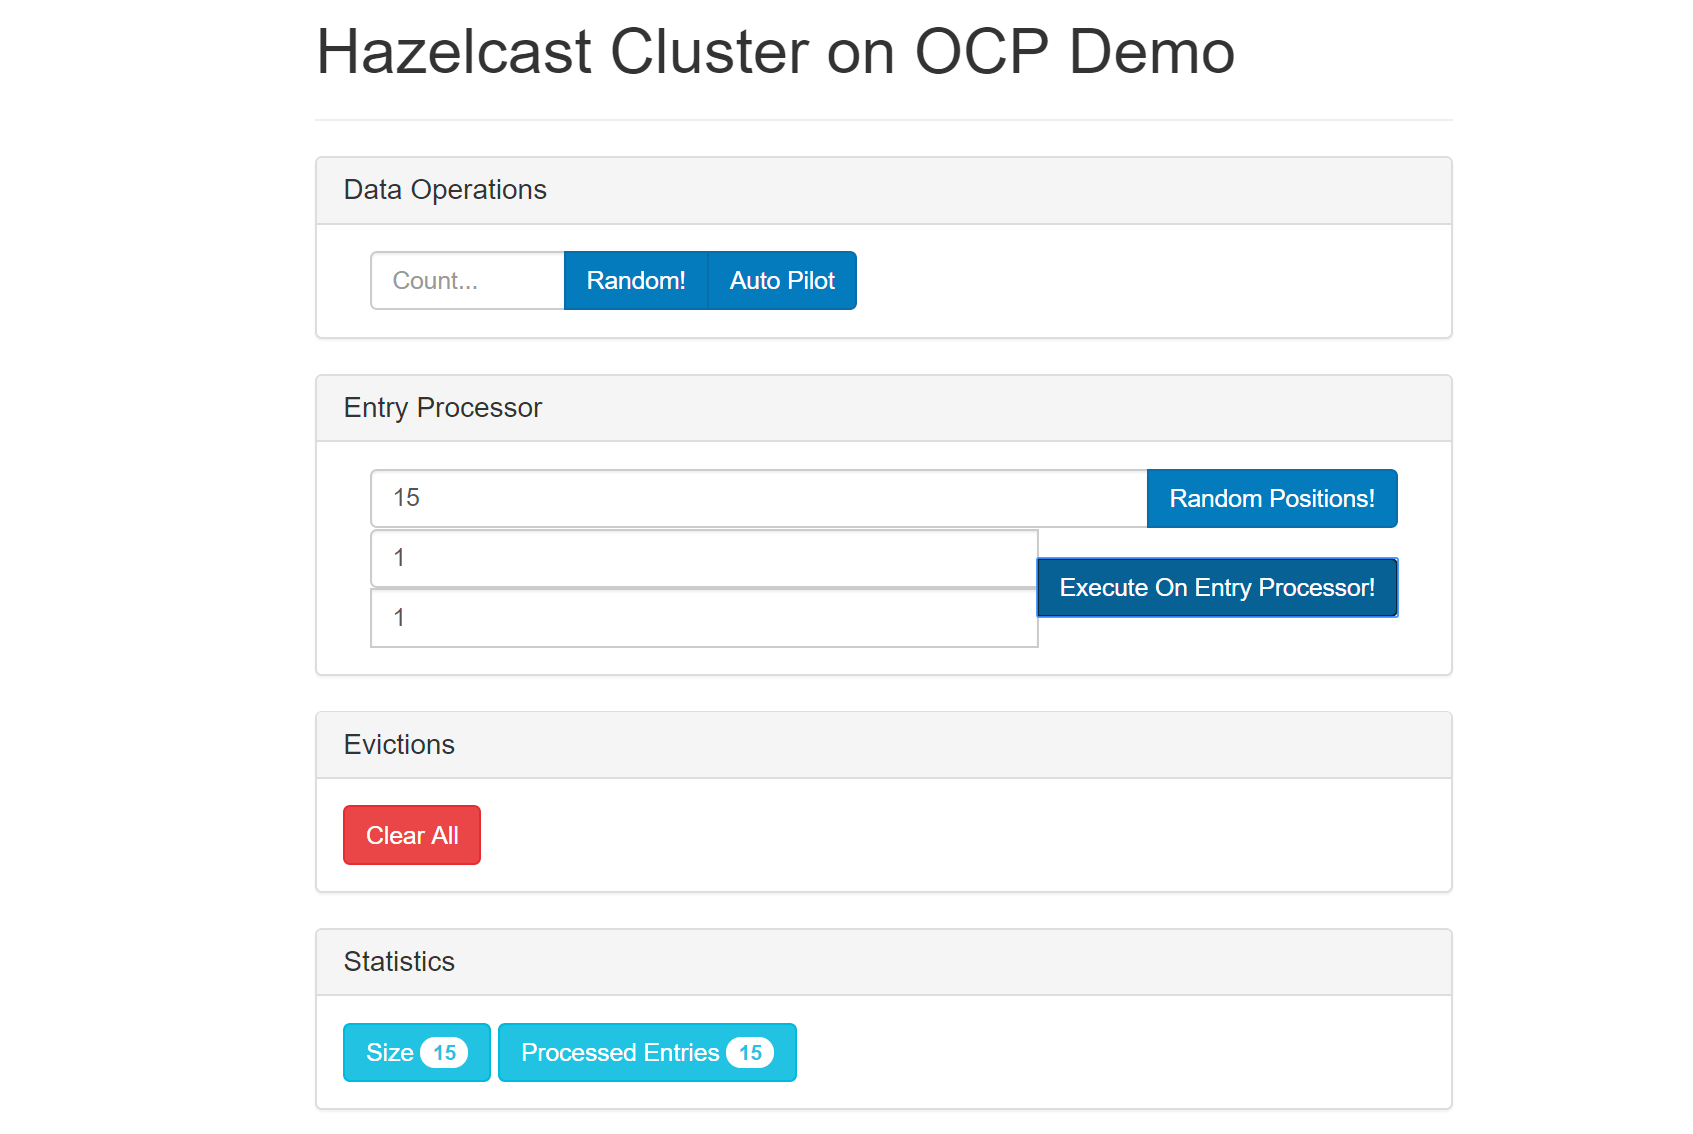 Hazelcast Cluster on OCP Demo
Data Operations
Count... Random! Auto Pilot
Entry Processor
15 Random Positions!
1
Execute On Entry Processor!
1
Evictions
Clear All
Statistics
Size 15 Processed Entries 15